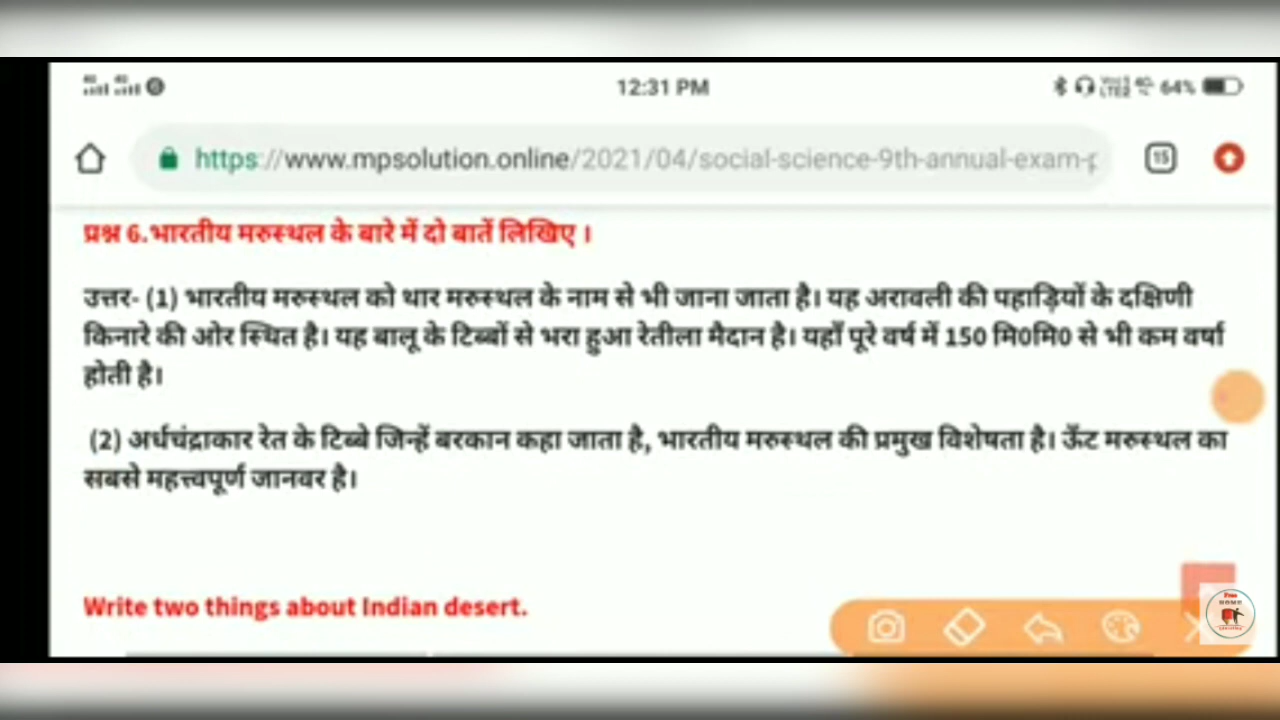 12:31 PM
64%
https://www.mpsolution.online/2021/04/social-science-9th-annual-exam-p
15
प्रश्न 6.भारतीय मरुस्थल के बारे में दो बातें लिखिए ।
उत्तर- (1) भारतीय मरुस्थल को थार मरुस्थल के नाम से भी जाना जाता है। यह अरावली की पहाड़ियों के दक्षिणी
किनारे की ओर स्थित है। यह बालू के टिब्बों से भरा हुआ रेतीला मैदान है। यहाँ पूरे वर्ष में 150 मि0मि0 से भी कम वर्षा
होती है।
(2) अर्धचंद्राकार रेत के टिब्बे जिन्हें बरकान कहा जाता है, भारतीय मरुस्थल की प्रमुख विशेषता है। ऊँट मरुस्थल का
सबसे महत्त्वपूर्ण जानवर है।
Write two things about Indian desert.
Free
HOME